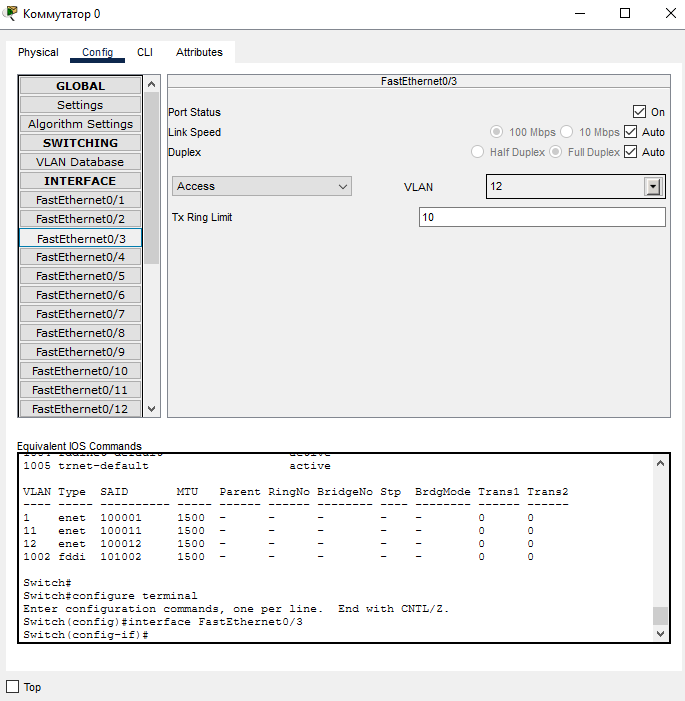 Коммутатор 0
Physical Config CLI Attributes
GLOBAL
Settings
Algorithm Settings
SWITCHING
VLAN Database
INTERFACE
FastEthernet0/1
FastEthernet0/2
FastEthernet0/3
FastEthernet0/4
FastEthernet0/5
FastEthernet0/6
FastEthernet0/7
FastEthernet0/8
FastEthernet0/9
FastEthernet0/10
FastEthernet0/11
FastEthernet0/12
FastEthernet0/3
Port Status On
Link Speed 100 Mbps 10 Mbps Auto
Duplex Half Duplex Full Duplex Auto
Access VLAN 12
Tx Ring Limit 10
Equivalent IOS Commands
1005 trnet-default active
VLAN Type SAID MTU Parent RingNo BridgeNo Stp BrdgMode Trans1 Trans2
---- ----- ---------- ----- ------ ------ -------- ---- -------- ------ ------
1 enet 100001 1500 - - - - - 0 0
11 enet 100011 1500 - - - - - 0 0
12 enet 100012 1500 - - - - - 0 0
1002 fddi 101002 1500 - - - - - 0 0
Switch#
Switch#configure terminal
Enter configuration commands, one per line. End with CNTL/Z.
Switch(config)#interface FastEthernet0/3
Switch(config-if)#
Top